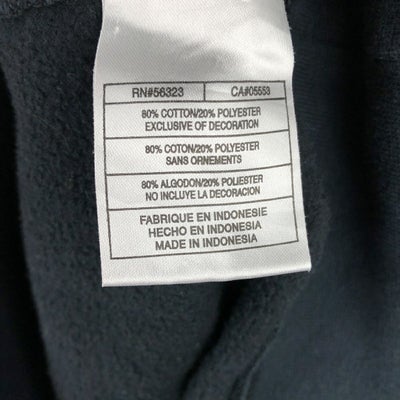 RN#56323 CA#05553
80% COTTON/20% POLYESTER
EXCLUSIVE OF DECORATION
80% COTON/20% POLYESTER
SANS ORNEMENTS
80% ALGODON/20% POLIESTER
NO INCLUYE LA DECORACION
FABRIQUE EN INDONESIE
HECHO EN INDONESIA
MADE IN INDONESIA